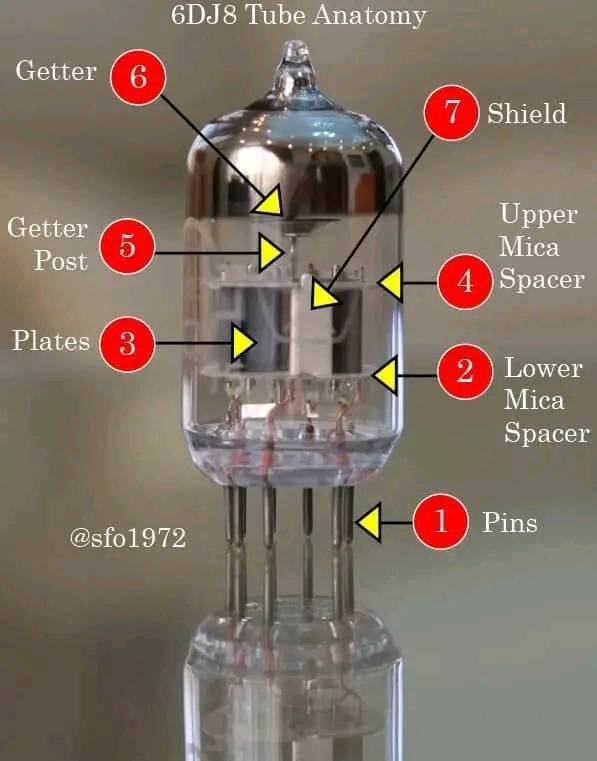 6DJ8 Tube Anatomy
Getter 6
7 Shield
Getter
Post 5
Upper
Mica
Spacer
4
Plates 3
2 Lower
Mica
Spacer
1 Pins
@sfo1972